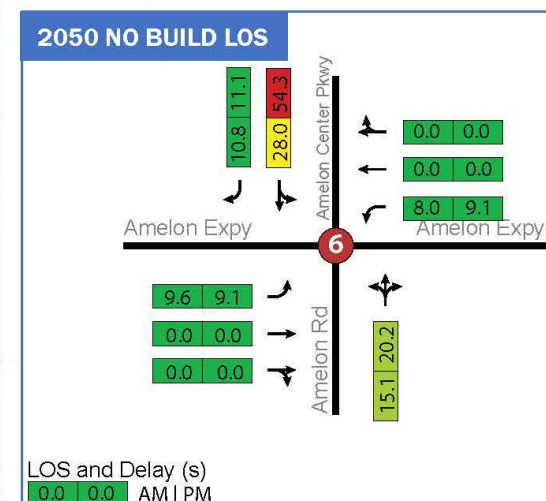 2050 NO BUILD LOS
10.8 11.1
28.0 54.3
Amelon Center Pkwy
0.0 0.0
0.0 0.0
8.0 9.1
Amelon Expy
Amelon Expy
6
9.6 9.1
0.0 0.0
0.0 0.0
Amelon Rd
15.1 20.2
LOS and Delay (s)
0.0 0.0 AM | PM